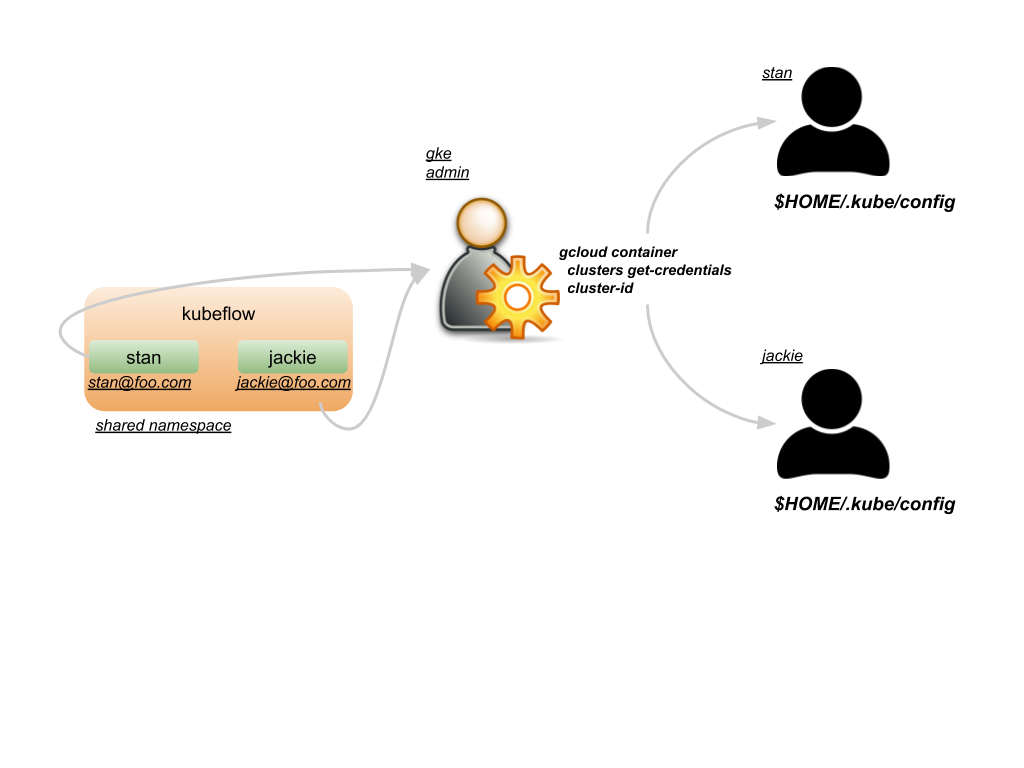 stan
$HOME/.kube/config
gke
admin
gcloud container
clusters get-credentials
cluster-id
kubeflow
stan
jackie
stan@foo.com
jackie@foo.com
shared namespace
jackie
$HOME/.kube/config